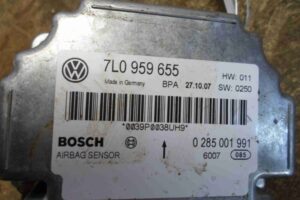 7L0 959 655 HW: 011
Made in Germany BPA 27.10.07 SW: 0250
*0039P0038UH9*
BOSCH 0 285 001 991
AIRBAG SENSOR 6007 085